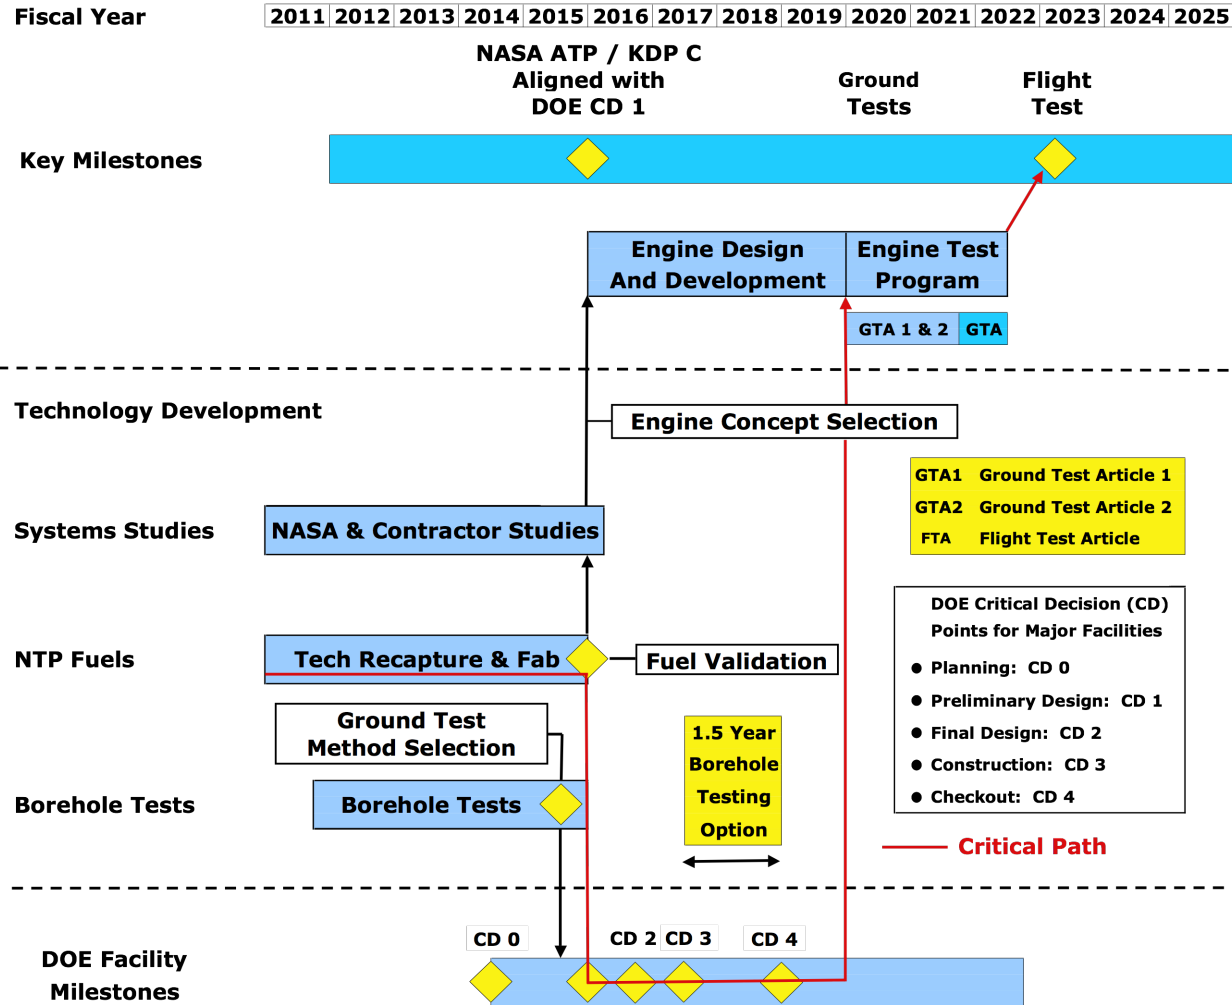 Fiscal Year 2011 2012 2013 2014 2015 2016 2017 2018 2019 2020 2021 2022 2023 2024 2025
NASA ATP / KDP C
Aligned with
DOE CD 1
Ground
Tests
Flight
Test
Key Milestones
Engine Design
And Development
Engine Test
Program
GTA 1 & 2
GTA
Technology Development
Engine Concept Selection
GTA1 Ground Test Article 1
GTA2 Ground Test Article 2
FTA Flight Test Article
Systems Studies
NASA & Contractor Studies
DOE Critical Decision (CD)
Points for Major Facilities
● Planning: CD 0
● Preliminary Design: CD 1
● Final Design: CD 2
● Construction: CD 3
● Checkout: CD 4
NTP Fuels
Tech Recapture & Fab
Fuel Validation
Ground Test
Method Selection
1.5 Year
Borehole
Testing
Option
Borehole Tests
Borehole Tests
Critical Path
CD 0
CD 2
CD 3
CD 4
DOE Facility
Milestones